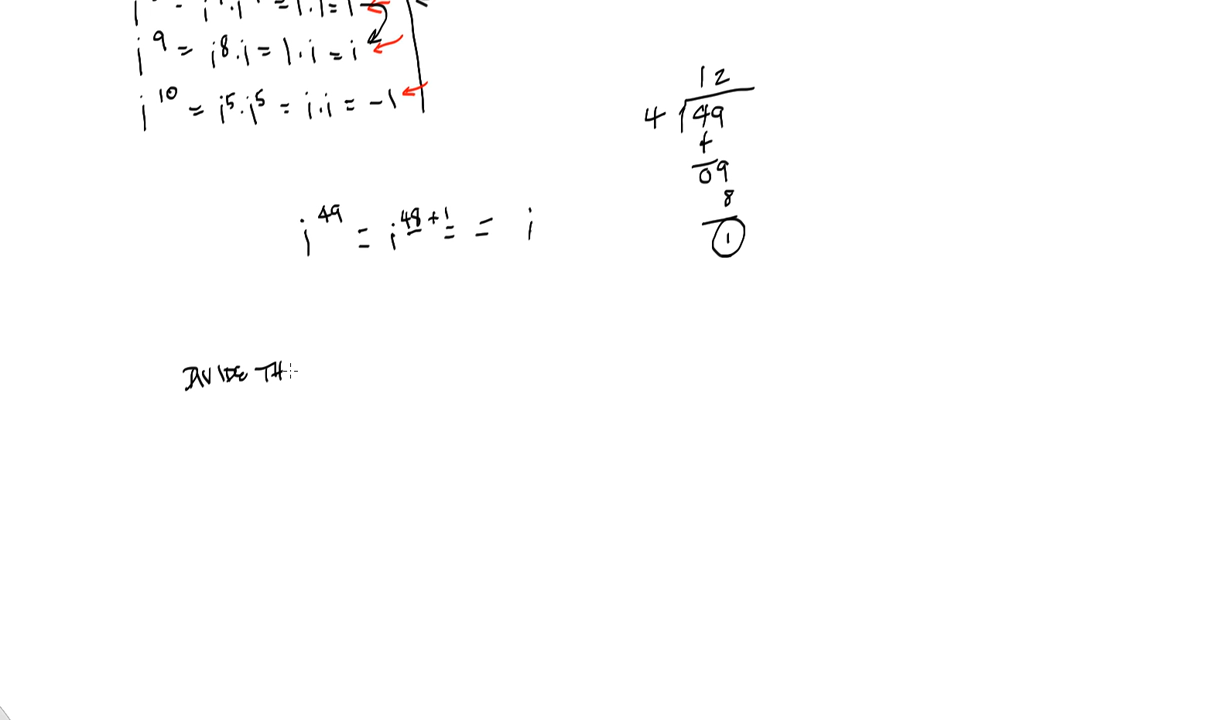 i⁹ = i⁸·i = 1·i = i
i¹⁰ = i⁵·i⁵ = i·i = -1
12
4 49
4
09
8
1
i⁴⁹ = i⁴⁸⁺¹ = i
DIVIDE TH